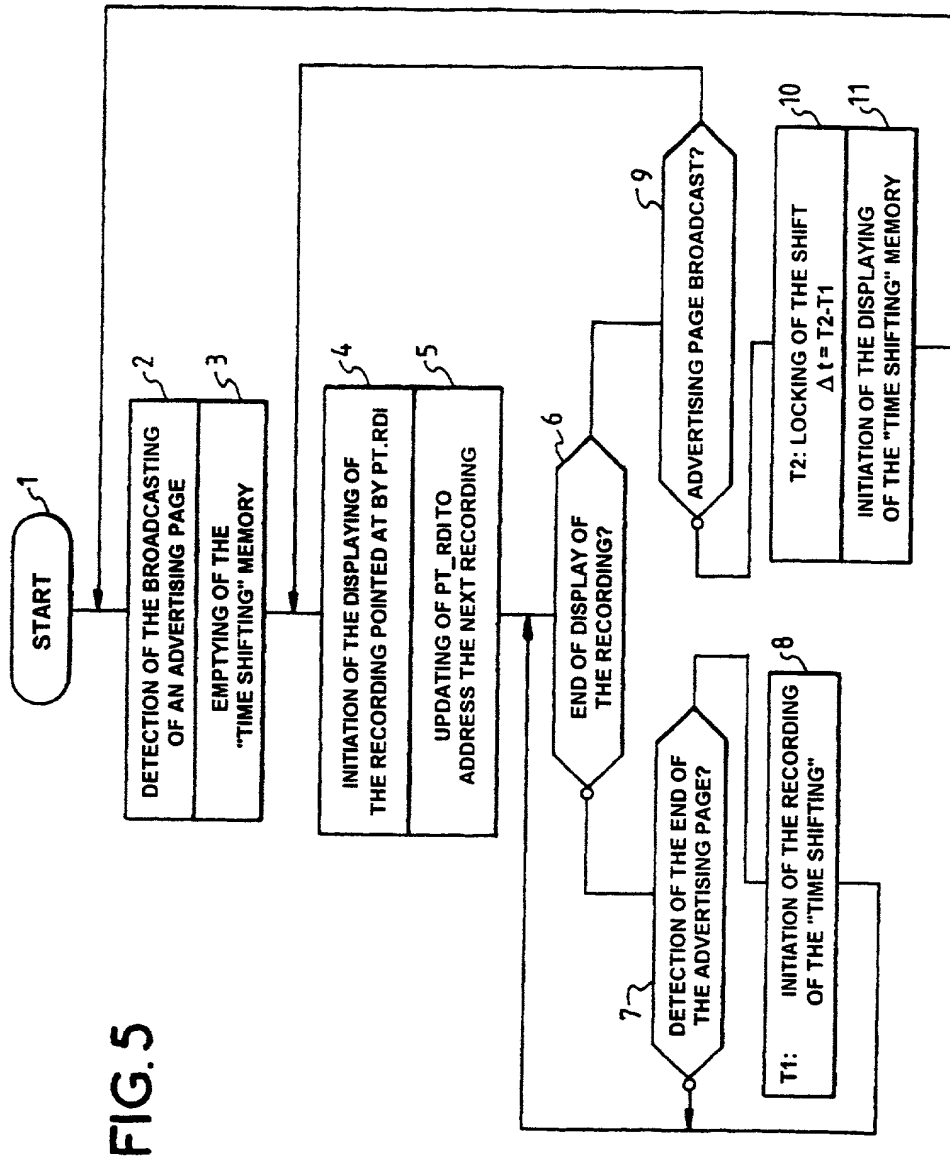 FIG. 5
START
1
DETECTION OF THE BROADCASTING
OF AN ADVERTISING PAGE
2
EMPTYING OF THE
"TIME SHIFTING" MEMORY
3
INITIATION OF THE DISPLAYING OF
THE RECORDING POINTED AT BY PT.RDI
4
UPDATING OF PT_RDI TO
ADDRESS THE NEXT RECORDING
5
END OF DISPLAY OF
THE RECORDING?
6
DETECTION OF THE END OF
THE ADVERTISING PAGE?
7
T1: INITIATION OF THE RECORDING
OF THE "TIME SHIFTING"
8
ADVERTISING PAGE BROADCAST?
9
T2: LOCKING OF THE SHIFT
Δ t = T2-T1
10
INITIATION OF THE DISPLAYING
OF THE "TIME SHIFTING" MEMORY
11